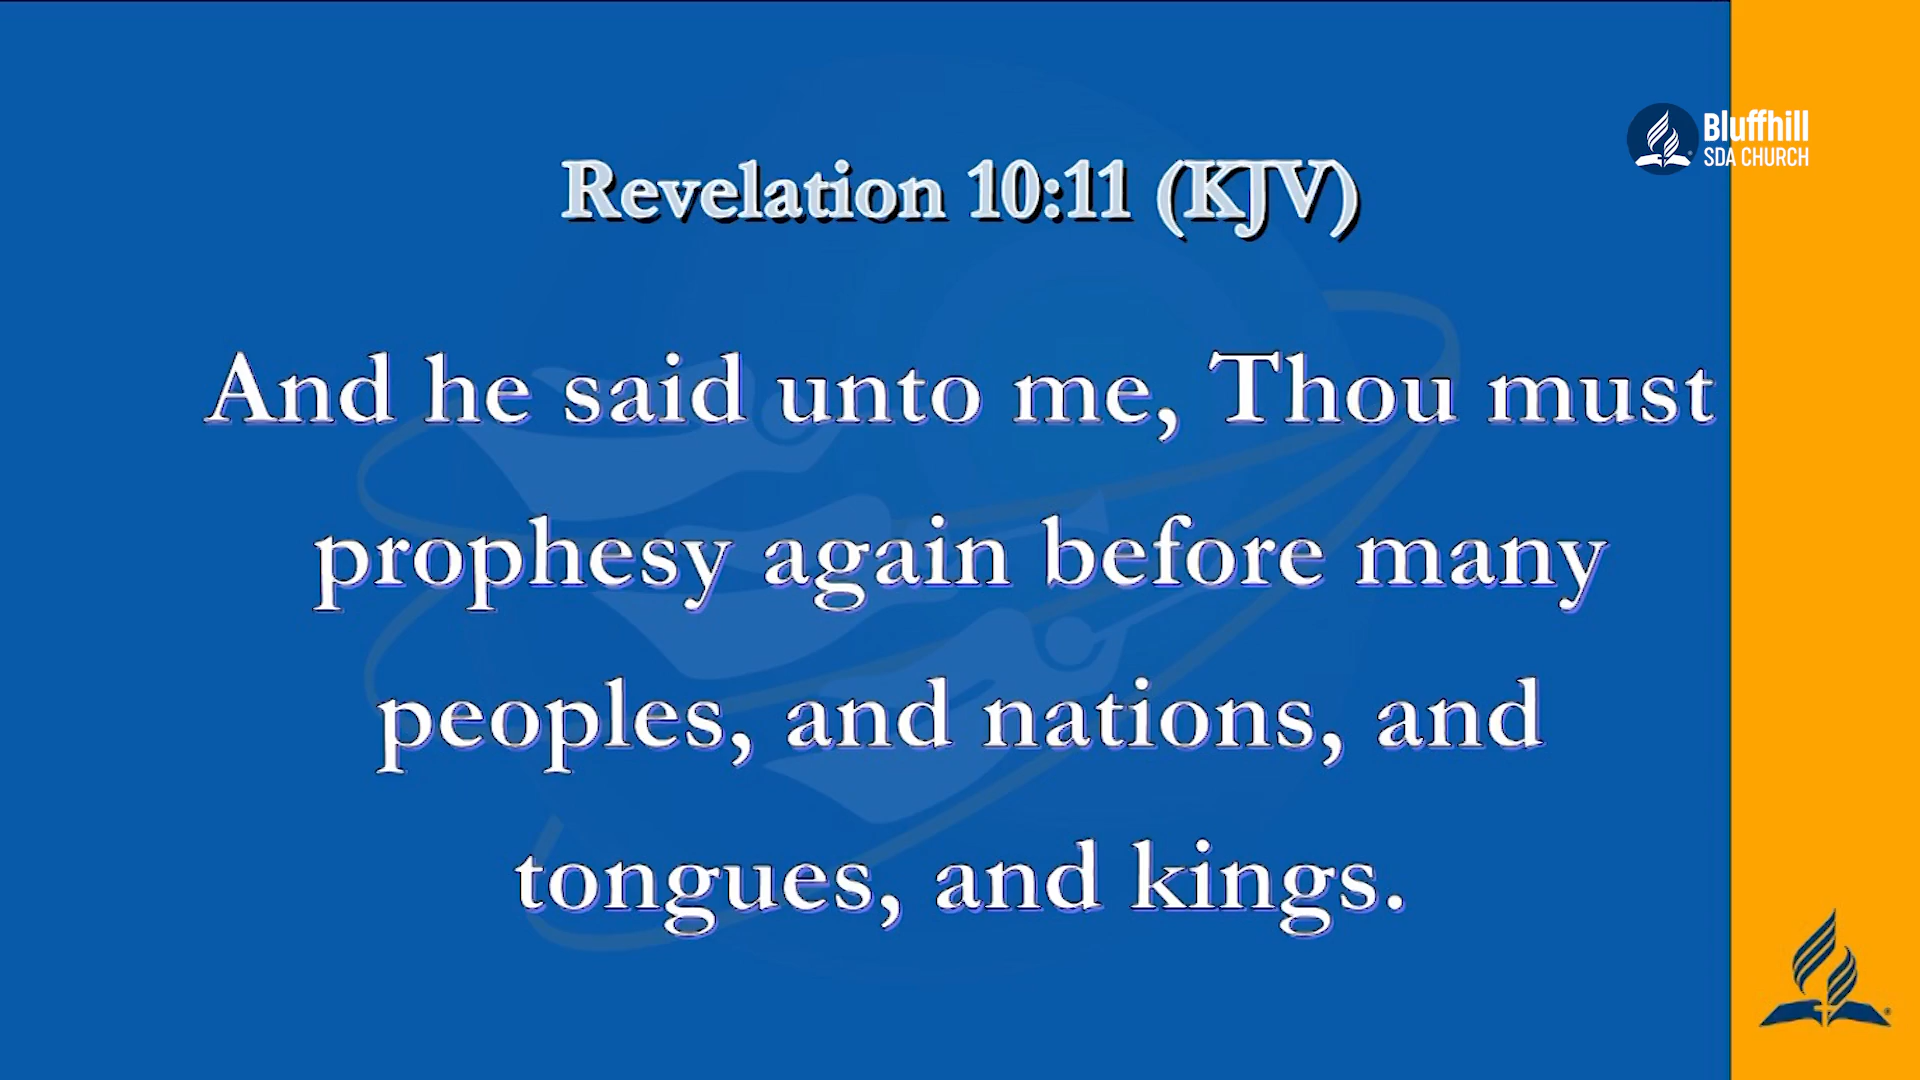 Bluffhill
SDA CHURCH
Revelation 10:11 (KJV)
And he said unto me, Thou must
prophesy again before many
peoples, and nations, and
tongues, and kings.